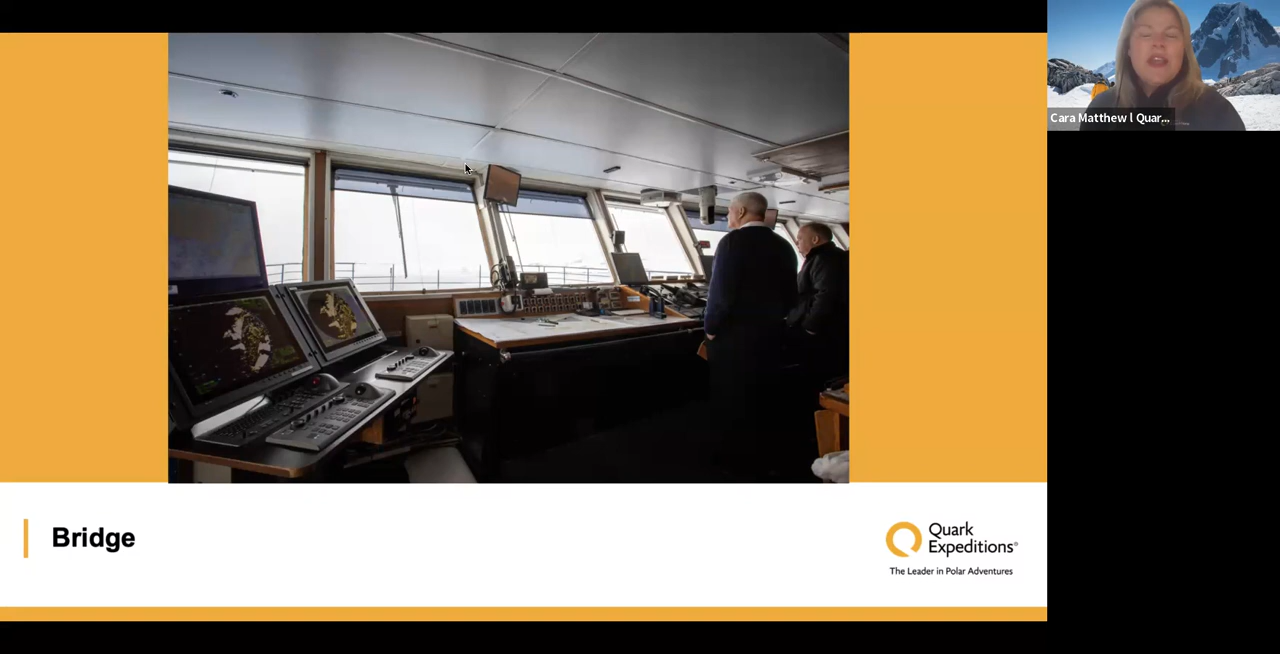 Cara Matthew l Quar...
Bridge
Quark
Expeditions®
The Leader in Polar Adventures